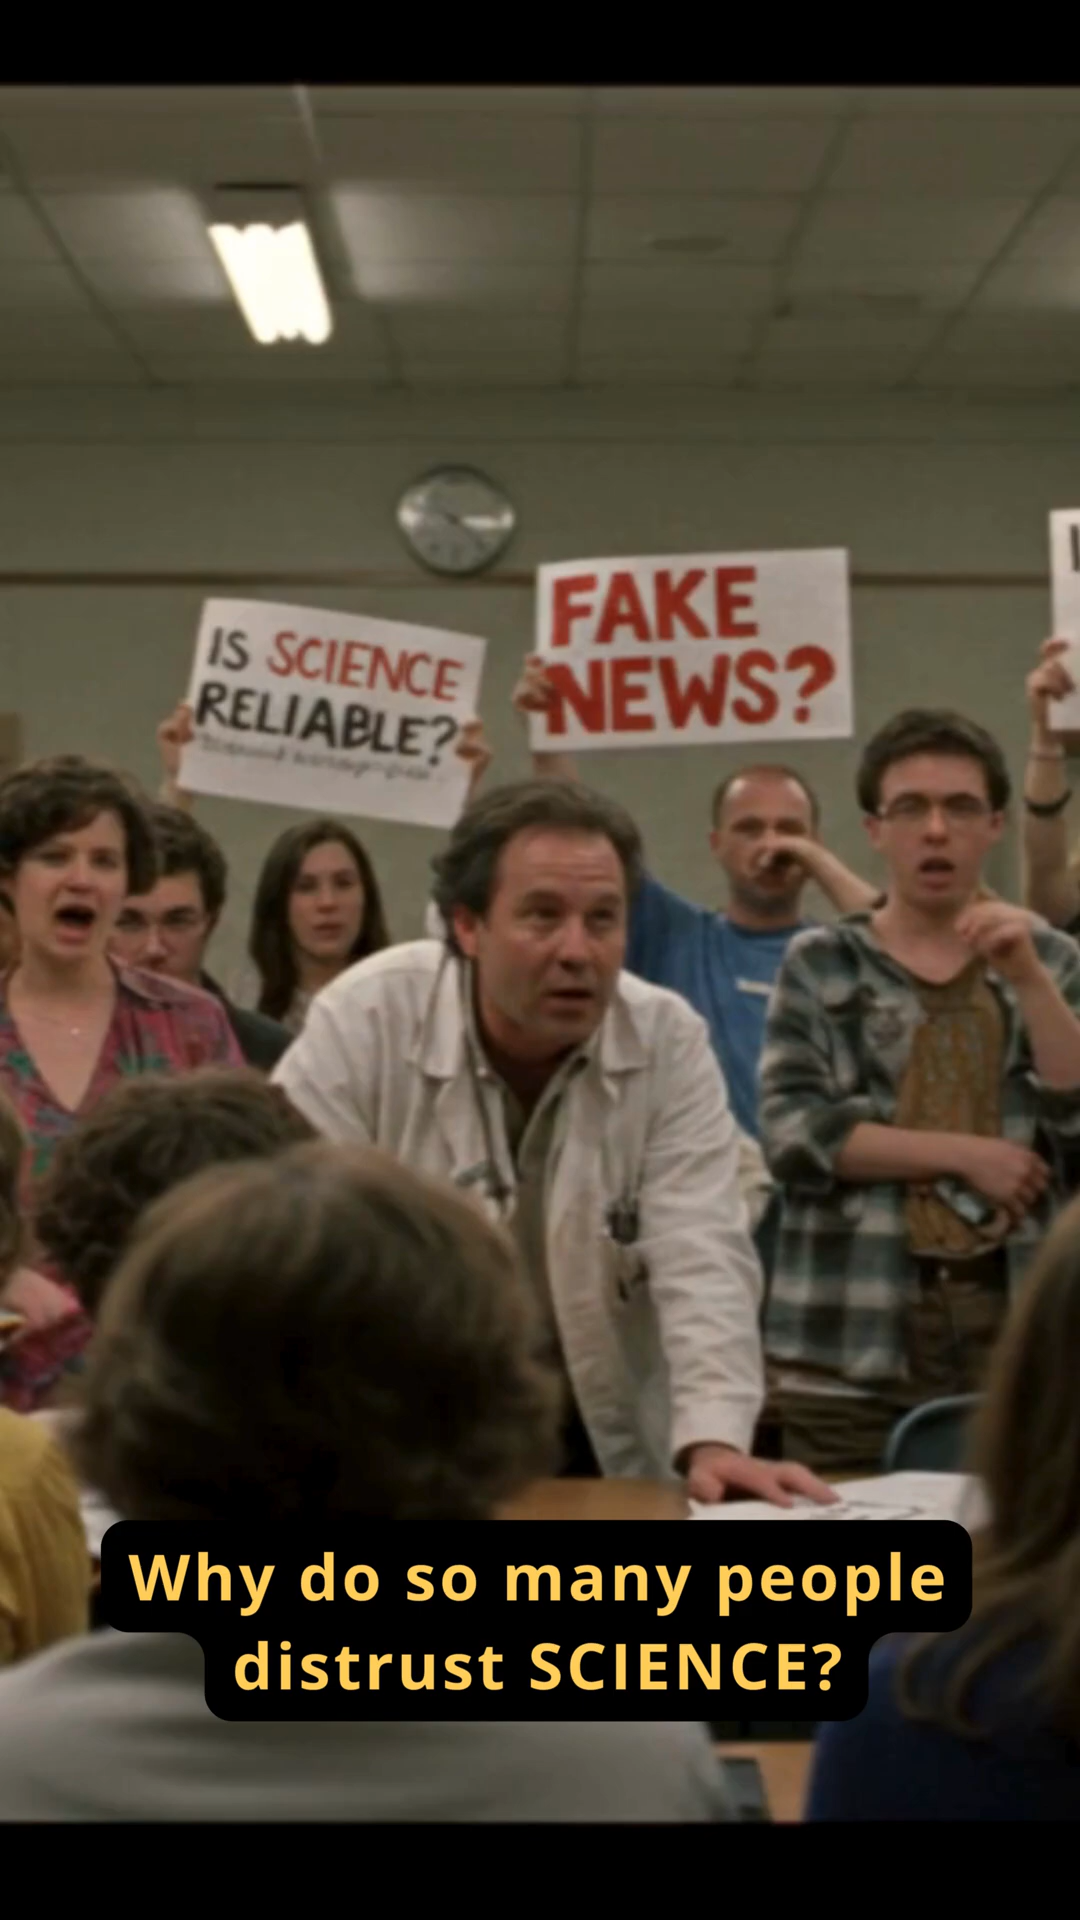 IS SCIENCE
RELIABLE?
FAKE
NEWS?
Why do so many people
distrust SCIENCE?